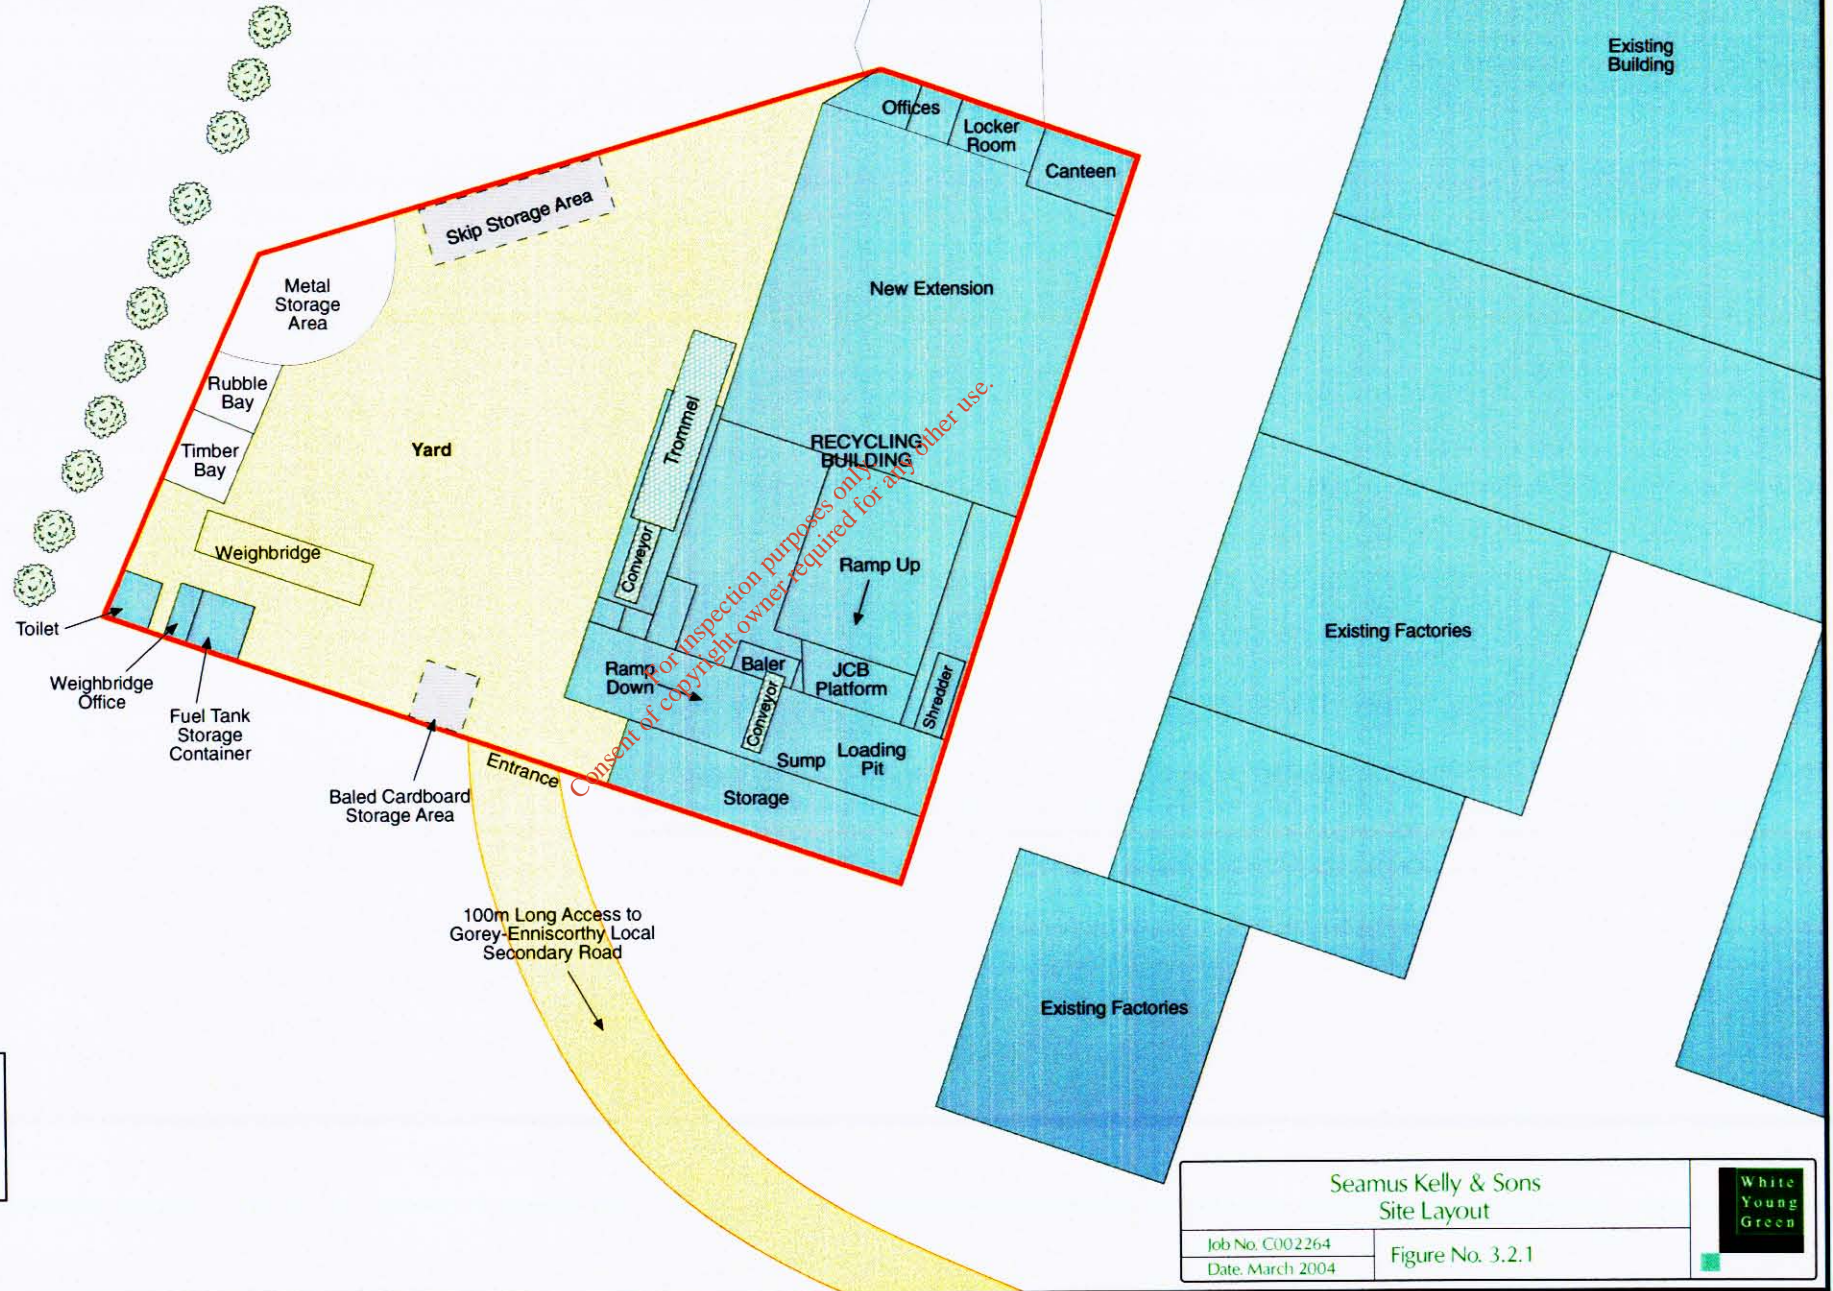 Existing
Building
Offices
Locker
Room
Canteen
Skip Storage Area
Metal
Storage
Area
New Extension
Rubble
Bay
Timber
Bay
Yard
Trommel
RECYCLING
BUILDING
Weighbridge
Conveyor
Ramp Up
Toilet
Weighbridge
Office
Fuel Tank
Storage
Container
Ramp
Down
Baler
JCB
Platform
Shredder
Conveyor
Sump
Loading
Pit
Storage
Entrance
Baled Cardboard
Storage Area
Existing Factories
100m Long Access to
Gorey-Enniscorthy Local
Secondary Road
Existing Factories
For inspection purposes only.
Consent of copyright owner required for any other use.
Seamus Kelly & Sons
Site Layout
Job No. C002264
Date. March 2004
Figure No. 3.2.1
White
Young
Green